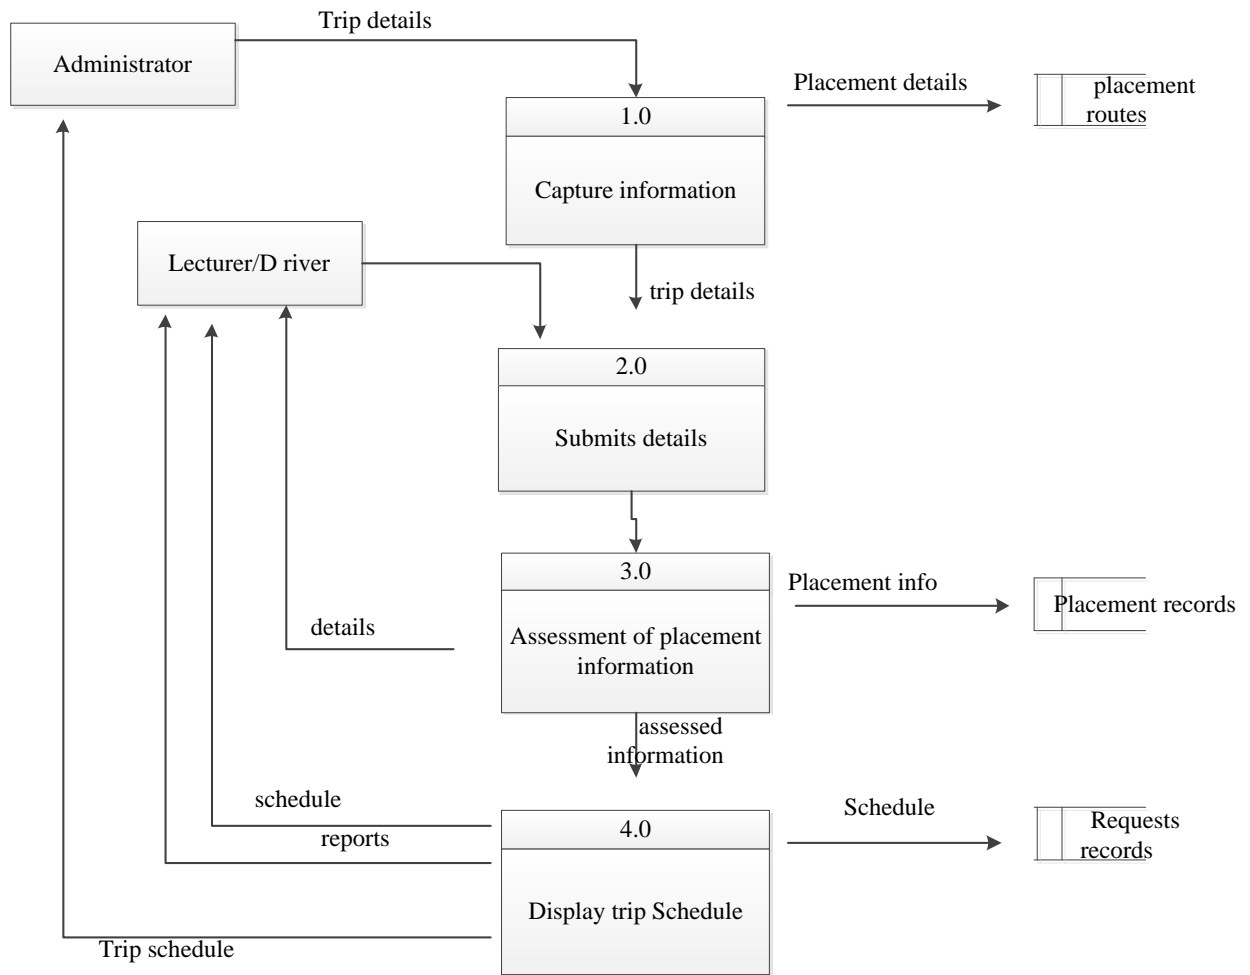 Trip details
Administrator
Placement details
placement
routes
1.0
Capture information
Lecturer/D river
trip details
2.0
Submits details
3.0
Placement info
Placement records
details
Assessment of placement
information
assessed
information
schedule
Schedule
Requests
records
4.0
reports
Display trip Schedule
Trip schedule